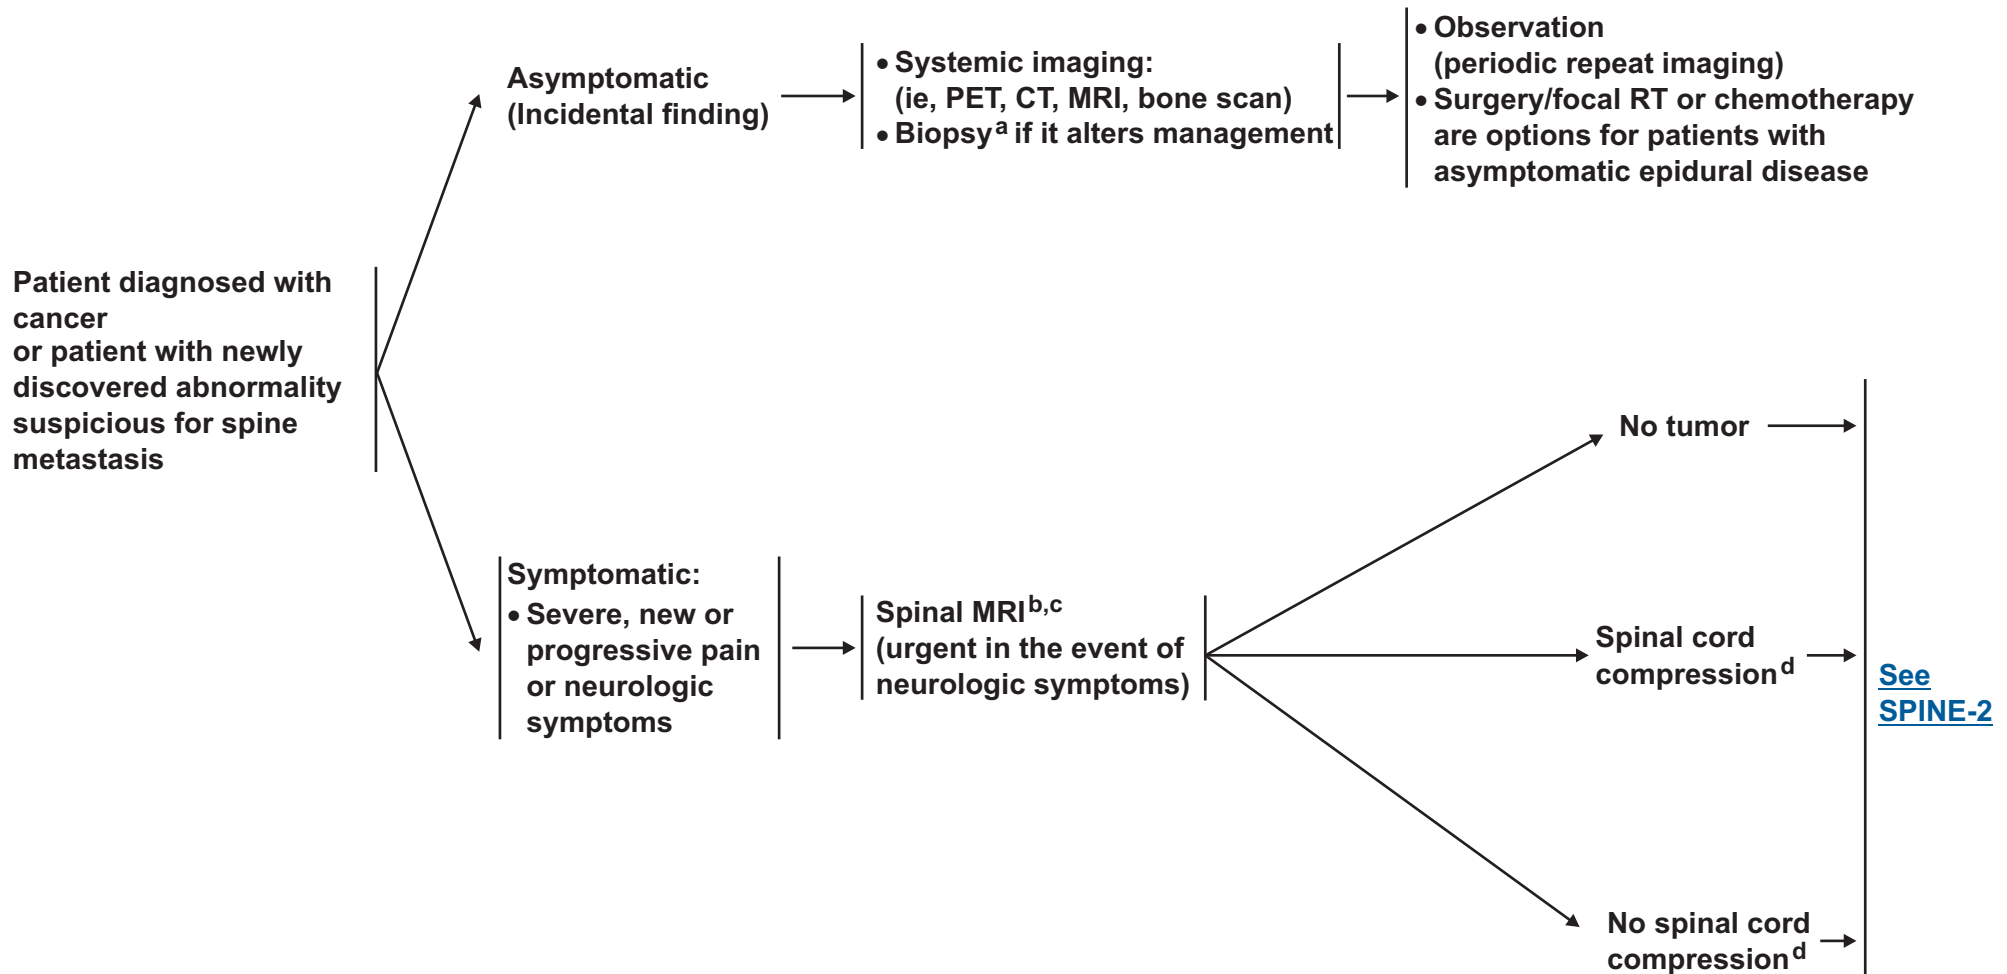 Patient diagnosed with
cancer
or patient with newly
discovered abnormality
suspicious for spine
metastasis
Asymptomatic
(Incidental finding)
• Systemic imaging:
(ie, PET, CT, MRI, bone scan)
• Biopsy a if it alters management
• Observation
(periodic repeat imaging)
• Surgery/focal RT or chemotherapy
are options for patients with
asymptomatic epidural disease
Symptomatic:
• Severe, new or
progressive pain
or neurologic
symptoms
Spinal MRI b,c
(urgent in the event of
neurologic symptoms)
No tumor
Spinal cord
compression d
No spinal cord
compression d
See
SPINE-2